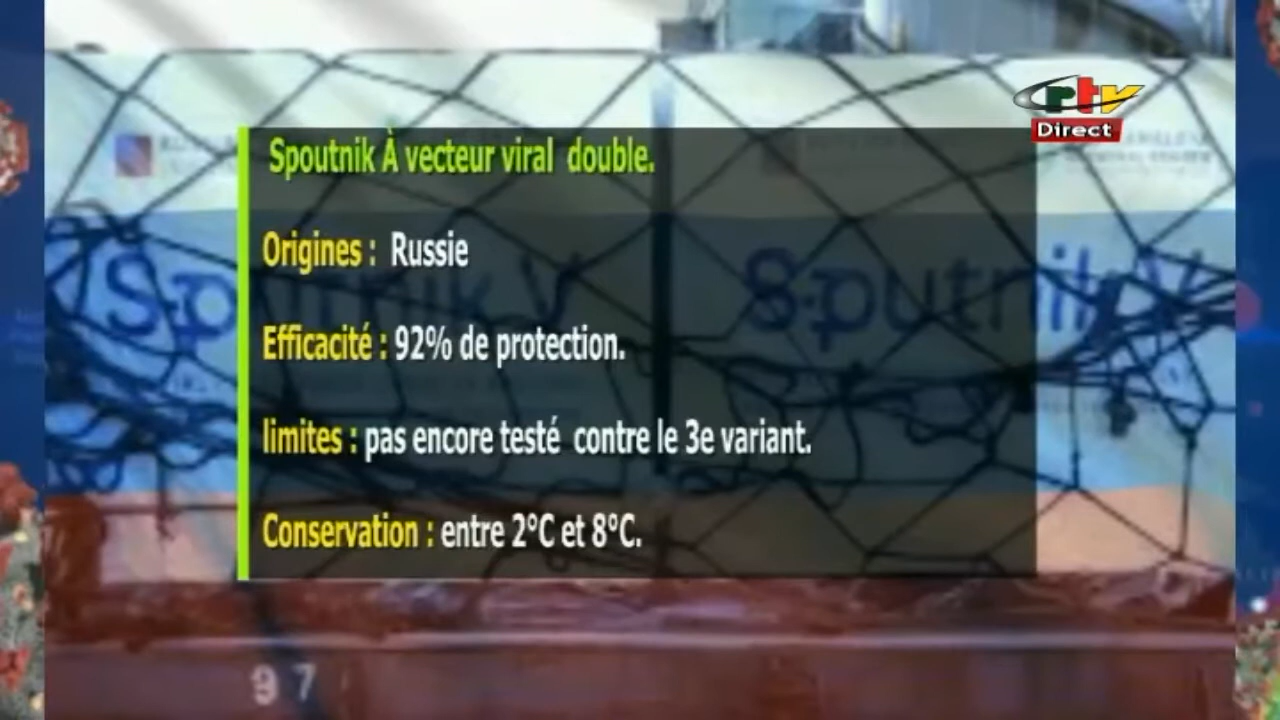 crtv
Direct
Spoutnik À vecteur viral double.
Origines : Russie
Sputnik V
Sputnik V
Efficacité : 92% de protection.
limites : pas encore testé contre le 3e variant.
Conservation : entre 2°C et 8°C.
97